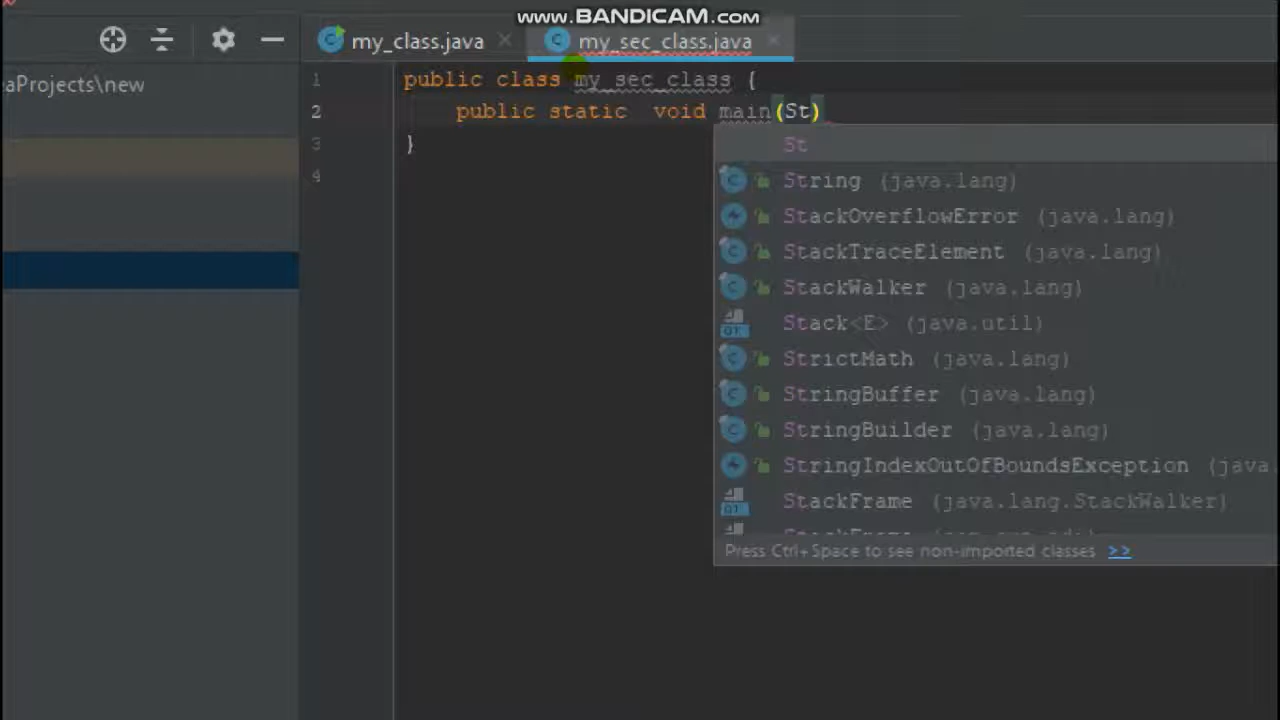 www.BANDICAM.com
my_class.java
my_sec_class.java
aProjects\new
1 public class my_sec_class {
2 public static  void main(St)
3 }
4
St
String (java.lang)
StackOverflowError (java.lang)
StackTraceElement (java.lang)
StackWalker (java.lang)
Stack<E> (java.util)
StrictMath (java.lang)
StringBuffer (java.lang)
StringBuilder (java.lang)
StringIndexOutOfBoundsException (java
StackFrame (java.lang.StackWalker)
Press Ctrl+Space to see non-imported classes >>